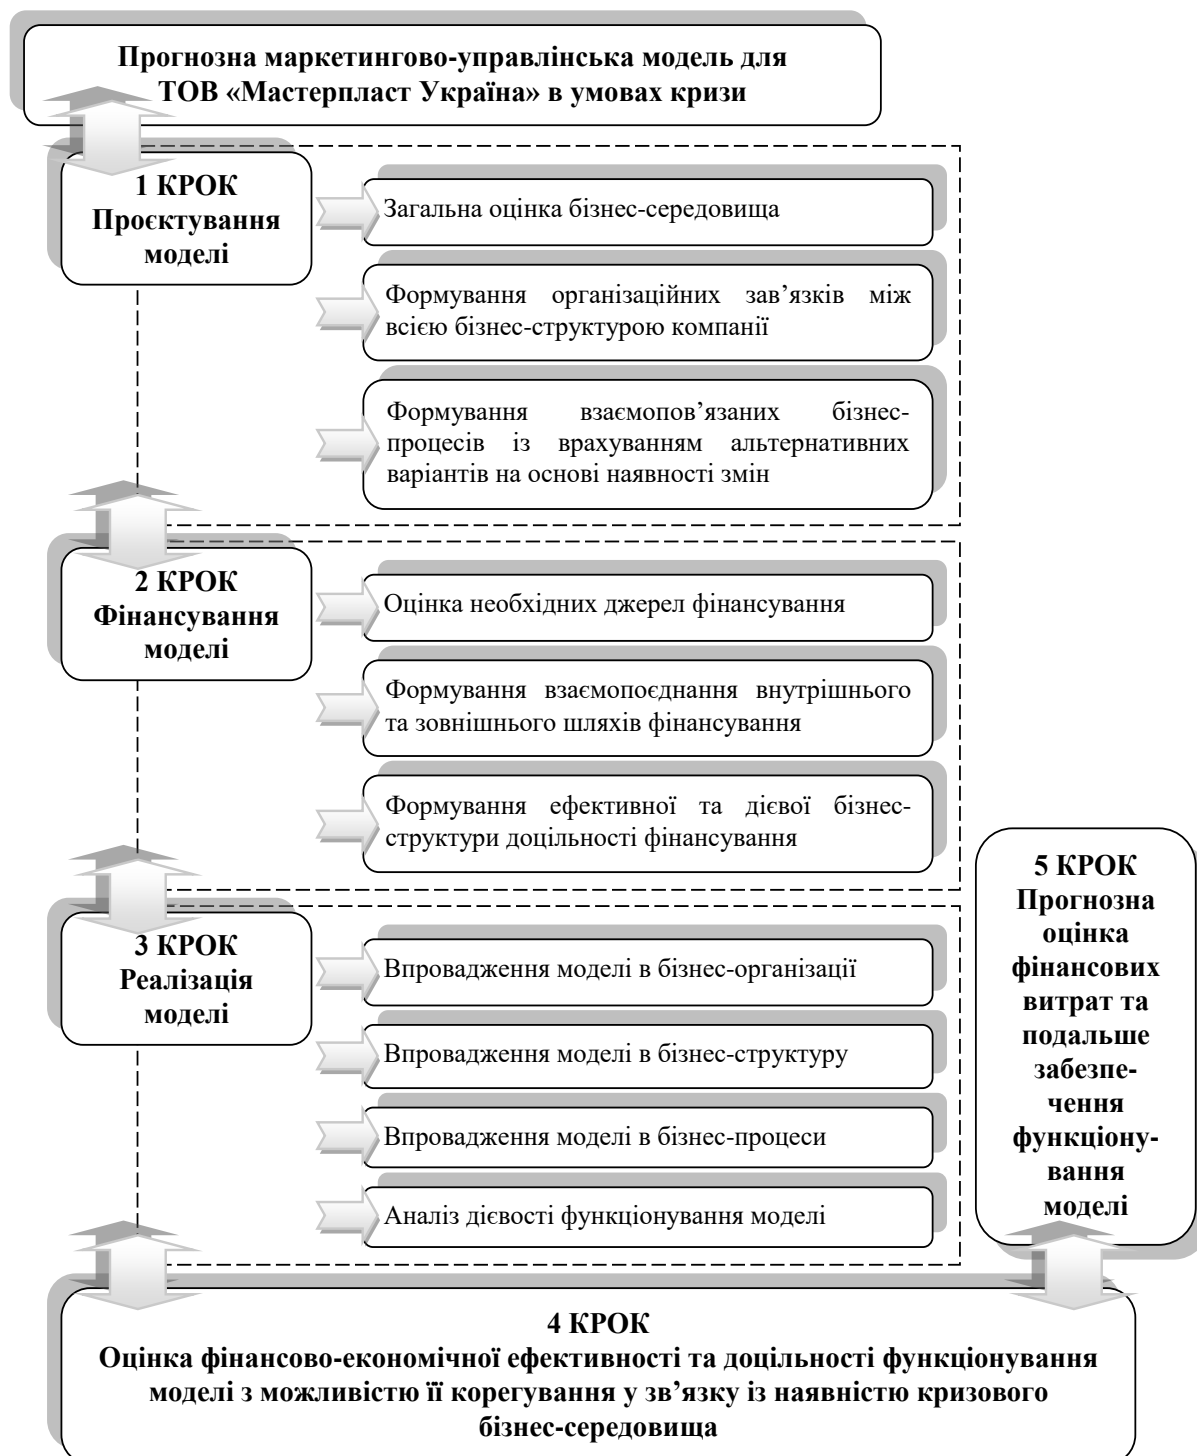 Прогнозна маркетингово-управлінська модель для
ТОВ «Мастерпласт Україна» в умовах кризи
1 КРОК
Проєктування
моделі
Загальна оцінка бізнес-середовища
Формування організаційних зав’язків між
всією бізнес-структурою компанії
Формування взаємопов’язаних бізнес-
процесів із врахуванням альтернативних
варіантів на основі наявності змін
2 КРОК
Фінансування
моделі
Оцінка необхідних джерел фінансування
Формування взаємопоєднання внутрішнього
та зовнішнього шляхів фінансування
Формування ефективної та дієвої бізнес-
структури доцільності фінансування
3 КРОК
Реалізація
моделі
Впровадження моделі в бізнес-організації
Впровадження моделі в бізнес-структуру
Впровадження моделі в бізнес-процеси
Аналіз дієвості функціонування моделі
4 КРОК
Оцінка фінансово-економічної ефективності та доцільності функціонування
моделі з можливістю її корегування у зв’язку із наявністю кризового
бізнес-середовища
5 КРОК
Прогнозна
оцінка
фінансових
витрат та
подальше
забезпе-
чення
функціону-
вання
моделі